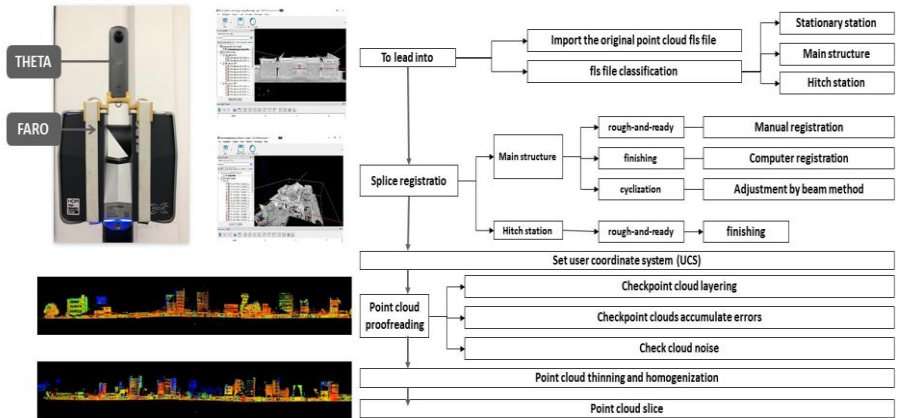 THETA
FARO
To lead into
Import the original point cloud fls file
fls file classification
Stationary station
Main structure
Hitch station
Splice registratio
Main structure
rough-and-ready
Manual registration
finishing
Computer registration
cyclization
Adjustment by beam method
Hitch station
rough-and-ready
finishing
Set user coordinate system (UCS)
Point cloud
proofreading
Checkpoint cloud layering
Checkpoint clouds accumulate errors
Check cloud noise
Point cloud thinning and homogenization
Point cloud slice